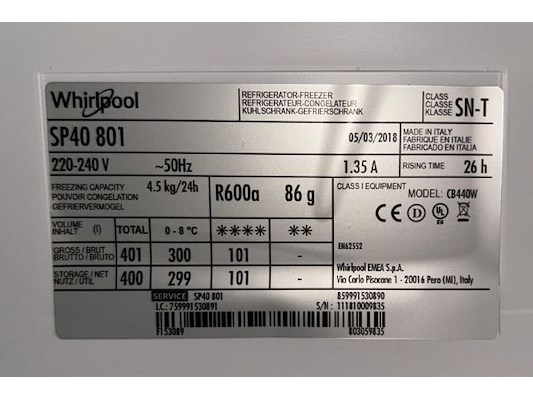 Whirlpool
REFRIGERATOR-FREEZER
REFRIGERATEUR-CONGELATEUR
KUHLSCHRANK-GEFRIERSCHRANK
CLASS
CLASSE
KLASSE
SN-T
SP40 801
05/03/2018
MADE IN ITALY
FABRIQUE EN ITALIE
FABRICADO EN ITALIA
220-240 V ~50Hz 1.35 A
RISING TIME 26 h
FREEZING CAPACITY
POUVOIR CONGELATION
GEFRIERVERMOGEL
4.5 kg/24h
R600a 86 g
CLASS I EQUIPMENT
MODEL: CB440W
CE D UL
VOLUME
INHALT (l) TOTAL 0 - 8 °C ✳✳✳✳ ✳✳
GROSS / BRUT
BRUTTO / BRUTO
401 300 101 -
EN62552
STORAGE / NET
NUTZ / UTIL
400 299 101 -
Whirlpool EMEA S.p.A.
Via Carlo Pisacane 1 - 20016 Pero (MI), Italy
SERVICE SP40 801 859991530890
I.C.: 759991530891 S/N: 111810009835
F153089 803059835